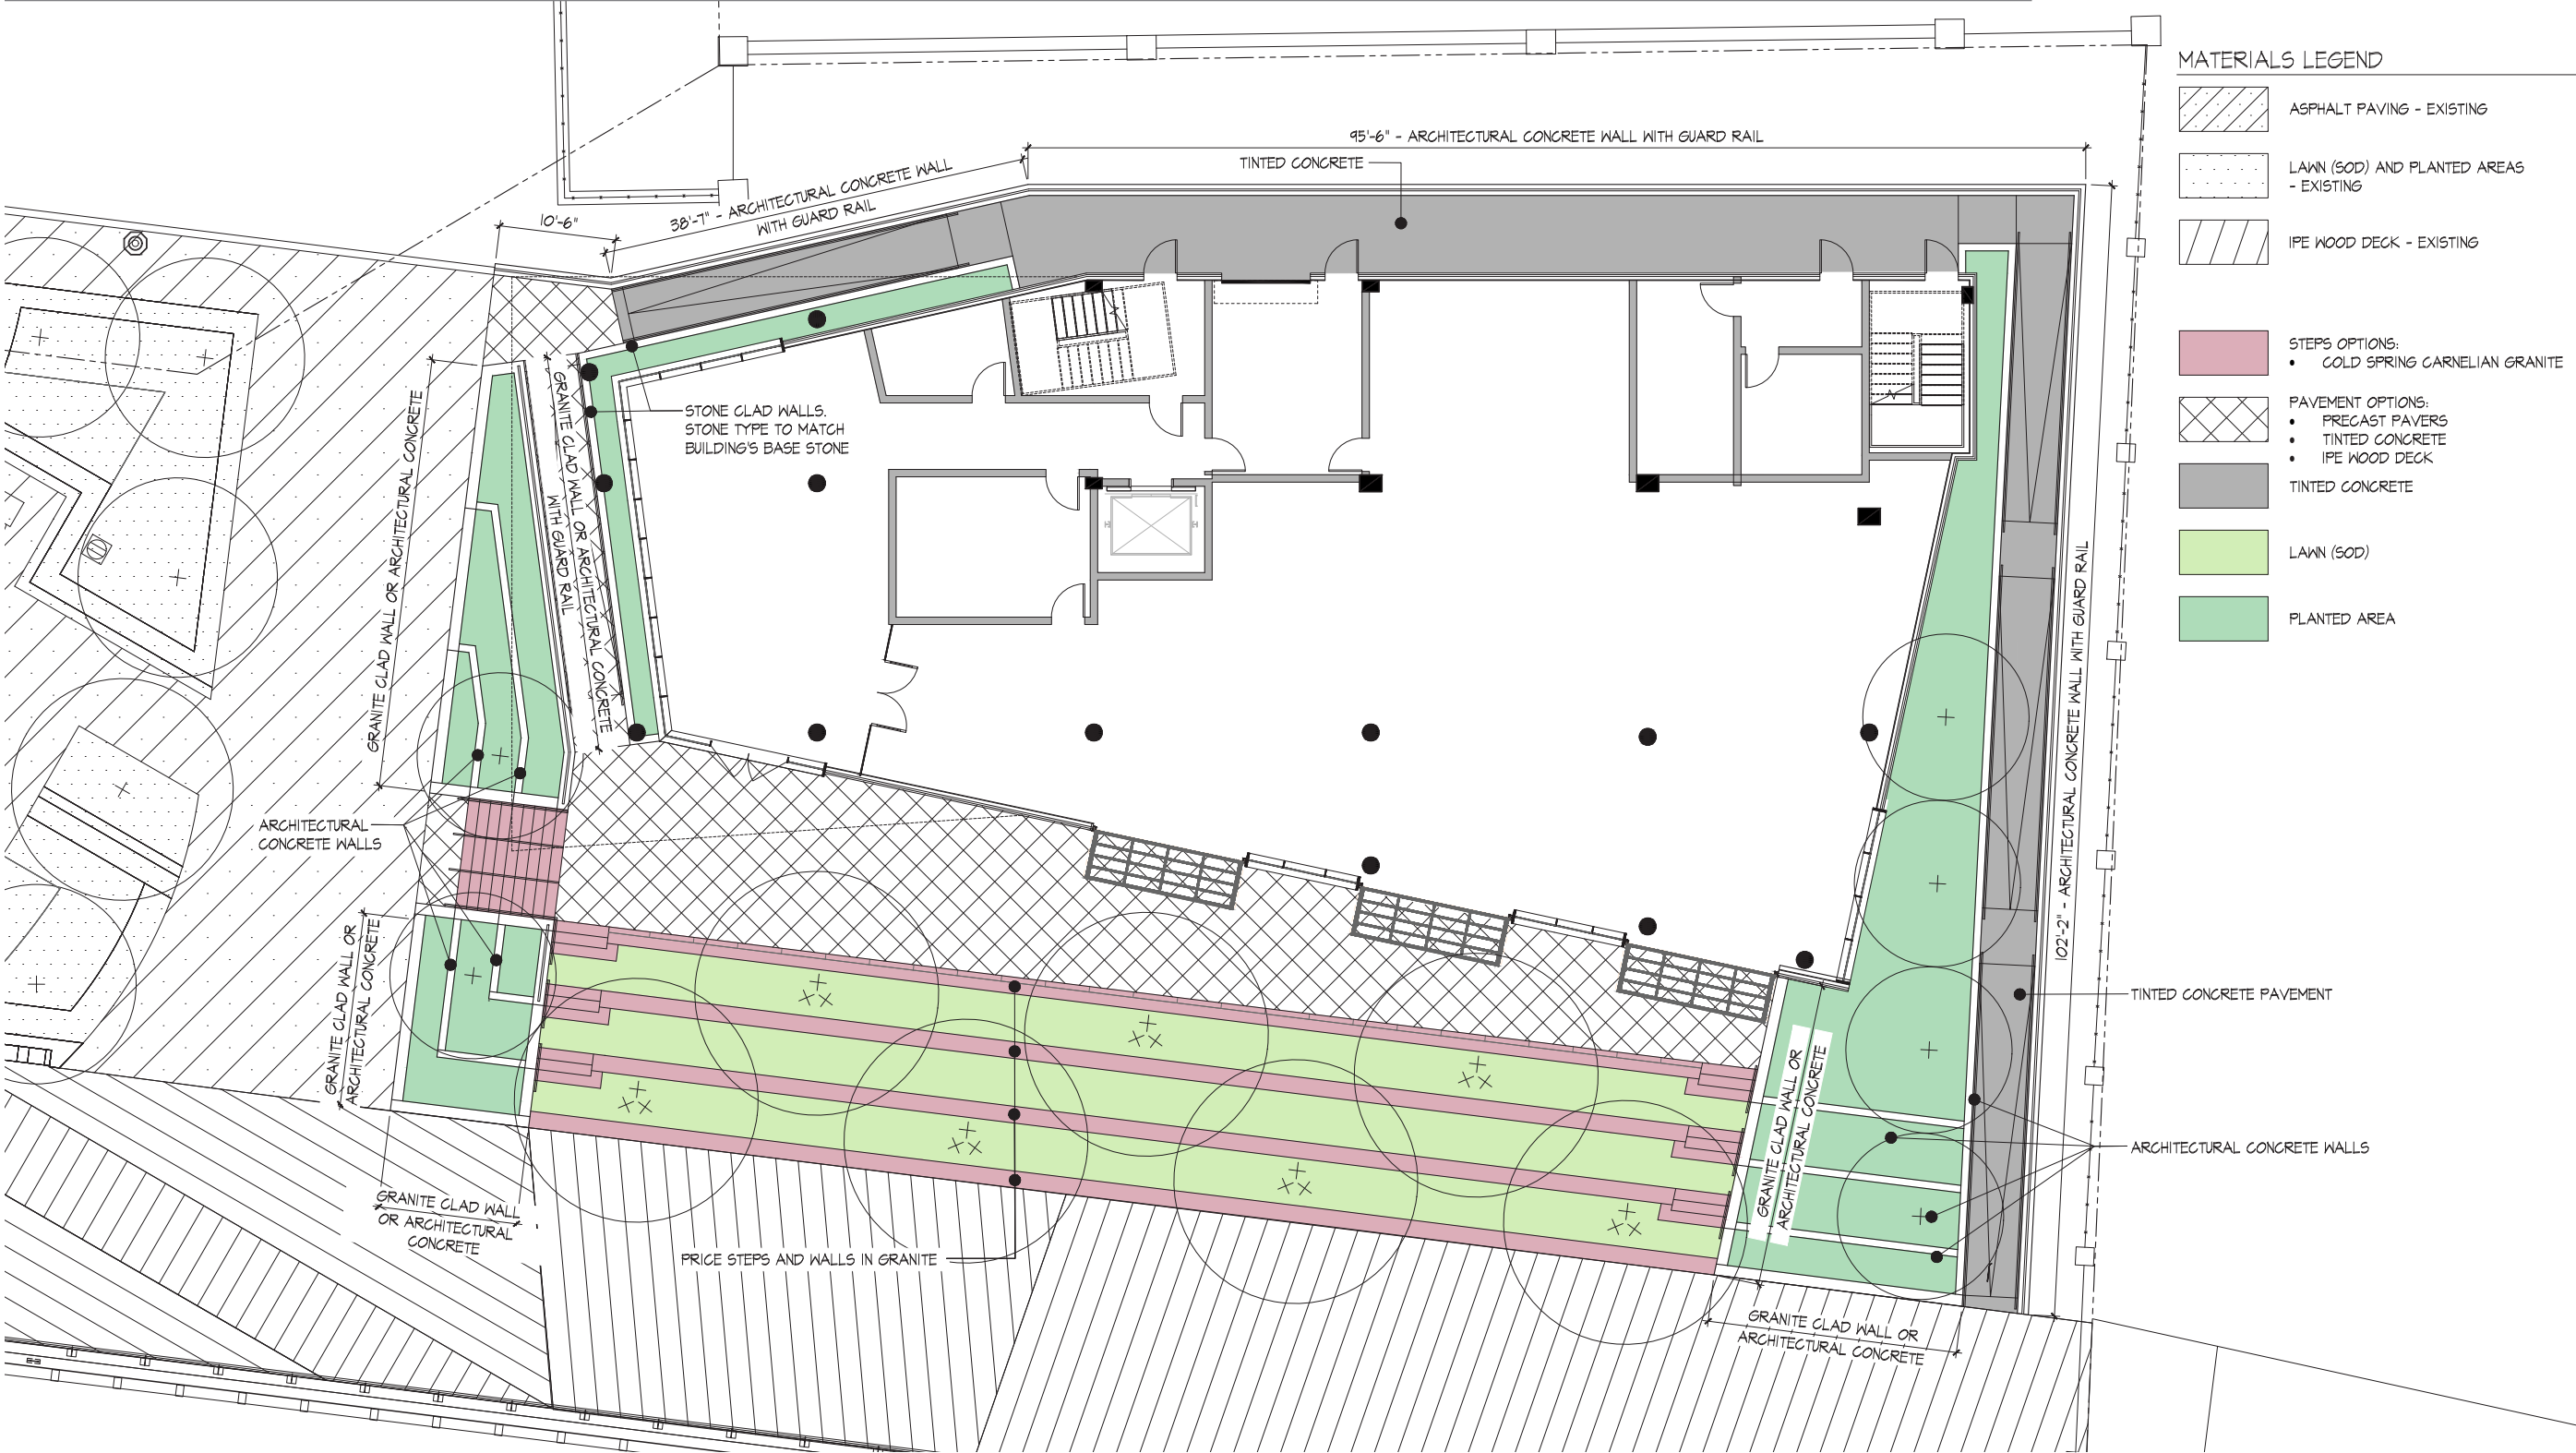 MATERIALS LEGEND
ASPHALT PAVING - EXISTING
LAWN (SOD) AND PLANTED AREAS
- EXISTING
IPE WOOD DECK - EXISTING
STEPS OPTIONS:
• COLD SPRING CARNELIAN GRANITE
PAVEMENT OPTIONS:
• PRECAST PAVERS
• TINTED CONCRETE
• IPE WOOD DECK
TINTED CONCRETE
LAWN (SOD)
PLANTED AREA
95'-6" - ARCHITECTURAL CONCRETE WALL WITH GUARD RAIL
TINTED CONCRETE
10'-6"
38'-7" - ARCHITECTURAL CONCRETE WALL
WITH GUARD RAIL
GRANITE CLAD WALL OR ARCHITECTURAL CONCRETE
GRANITE CLAD WALL OR ARCHITECTURAL CONCRETE
WITH GUARD RAIL
STONE CLAD WALLS.
STONE TYPE TO MATCH
BUILDING'S BASE STONE
ARCHITECTURAL
CONCRETE WALLS
GRANITE CLAD WALL OR
ARCHITECTURAL CONCRETE
GRANITE CLAD WALL
OR ARCHITECTURAL
CONCRETE
PRICE STEPS AND WALLS IN GRANITE
GRANITE CLAD WALL OR
ARCHITECTURAL CONCRETE
GRANITE CLAD WALL OR
ARCHITECTURAL CONCRETE
102'-2" - ARCHITECTURAL CONCRETE WALL WITH GUARD RAIL
TINTED CONCRETE PAVEMENT
ARCHITECTURAL CONCRETE WALLS